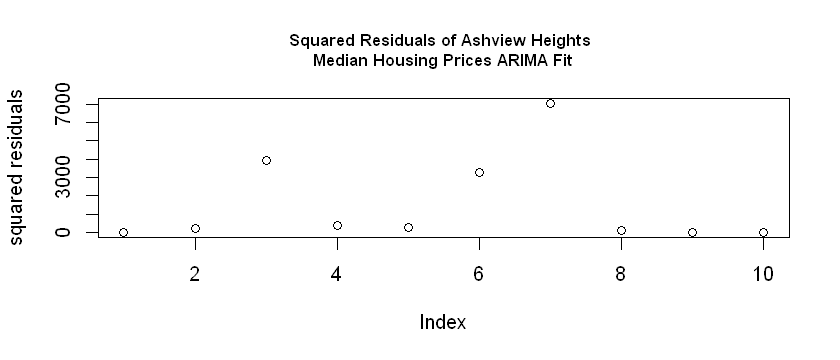 Squared Residuals of Ashview Heights
Median Housing Prices ARIMA Fit
squared residuals
7000
3000
0
2 4 6 8 10
Index